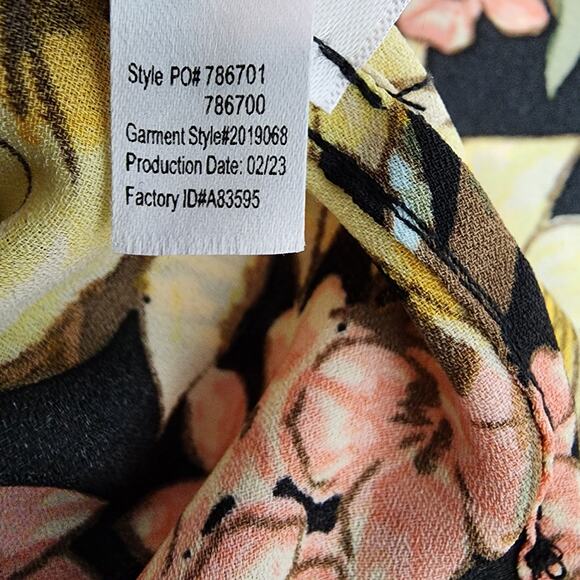 Style PO# 786701
786700
Garment Style#2019068
Production Date: 02/23
Factory ID#A83595